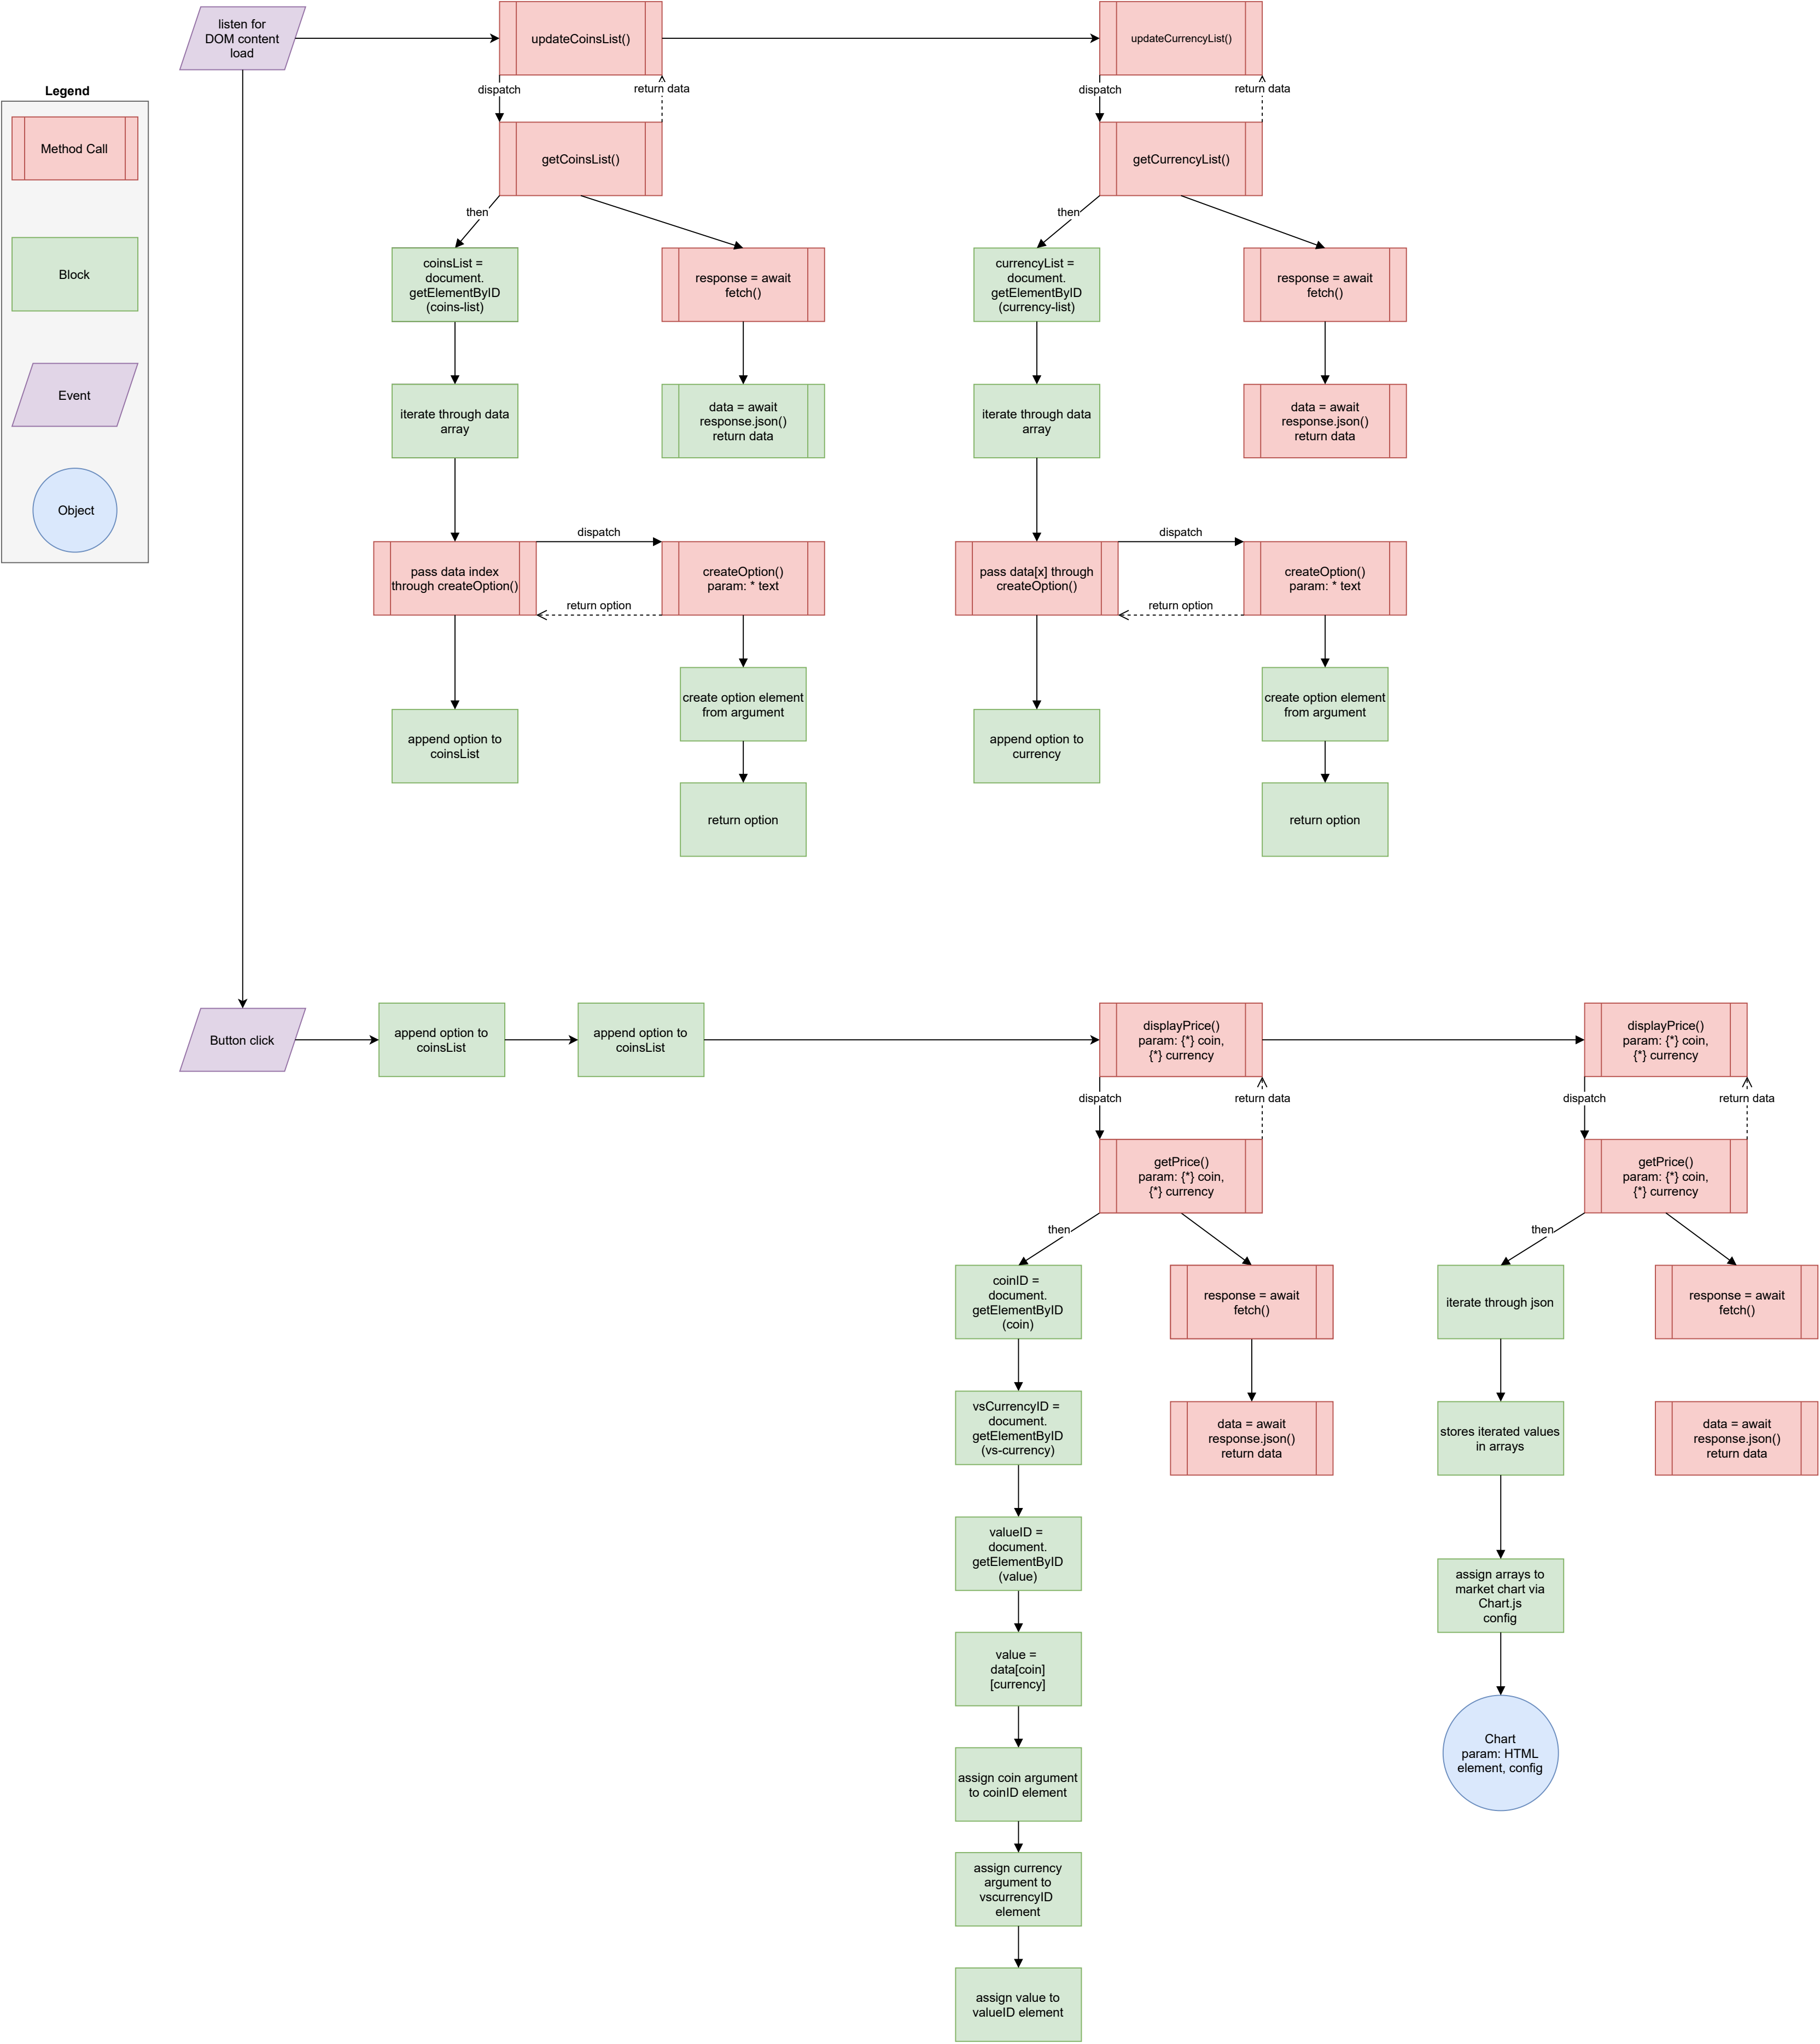 listen for
DOM content
load
updateCoinsList()
updateCurrencyList()
dispatch
return data
dispatch
return data
Legend
Method Call
Block
Event
Object
getCoinsList()
getCurrencyList()
then
then
coinsList =
document.
getElementByID
(coins-list)
response = await
fetch()
currencyList =
document.
getElementByID
(currency-list)
response = await
fetch()
iterate through data
array
data = await
response.json()
return data
iterate through data
array
data = await
response.json()
return data
pass data index
through createOption()
dispatch
return option
createOption()
param: * text
pass data[x] through
createOption()
dispatch
return option
createOption()
param: * text
create option element
from argument
create option element
from argument
append option to
coinsList
append option to
currency
return option
return option
Button click
append option to
coinsList
append option to
coinsList
displayPrice()
param: {*} coin,
{*} currency
displayPrice()
param: {*} coin,
{*} currency
dispatch
return data
dispatch
return data
getPrice()
param: {*} coin,
{*} currency
getPrice()
param: {*} coin,
{*} currency
then
then
coinID =
document.
getElementByID
(coin)
response = await
fetch()
iterate through json
response = await
fetch()
vsCurrencyID =
document.
getElementByID
(vs-currency)
data = await
response.json()
return data
stores iterated values
in arrays
data = await
response.json()
return data
valueID =
document.
getElementByID
(value)
assign arrays to
market chart via
Chart.js
config
value =
data[coin]
[currency]
Chart
param: HTML
element, config
assign coin argument
to coinID element
assign currency
argument to
vscurrencyID
element
assign value to
valueID element